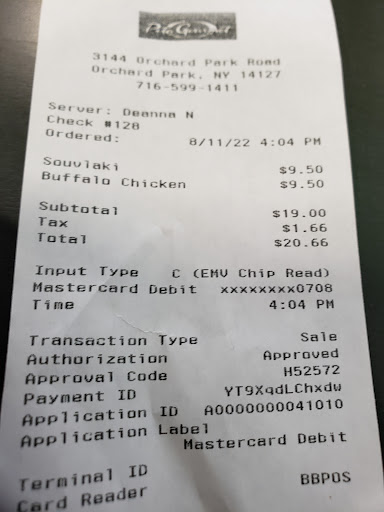 Pita Gourmet
3144 Orchard Park Road
Orchard Park, NY 14127
716-599-1411
Server: Deanna N
Check #128
Ordered: 8/11/22 4:04 PM
Souvlaki $9.50
Buffalo Chicken $9.50
Subtotal $19.00
Tax $1.66
Total $20.66
Input Type C (EMV Chip Read)
Mastercard Debit xxxxxxxx0708
Time 4:04 PM
Transaction Type Sale
Authorization Approved
Approval Code H52572
Payment ID YT9XqdLChxdw
Application ID A0000000041010
Application Label
Mastercard Debit
Terminal ID
Card Reader BBPOS